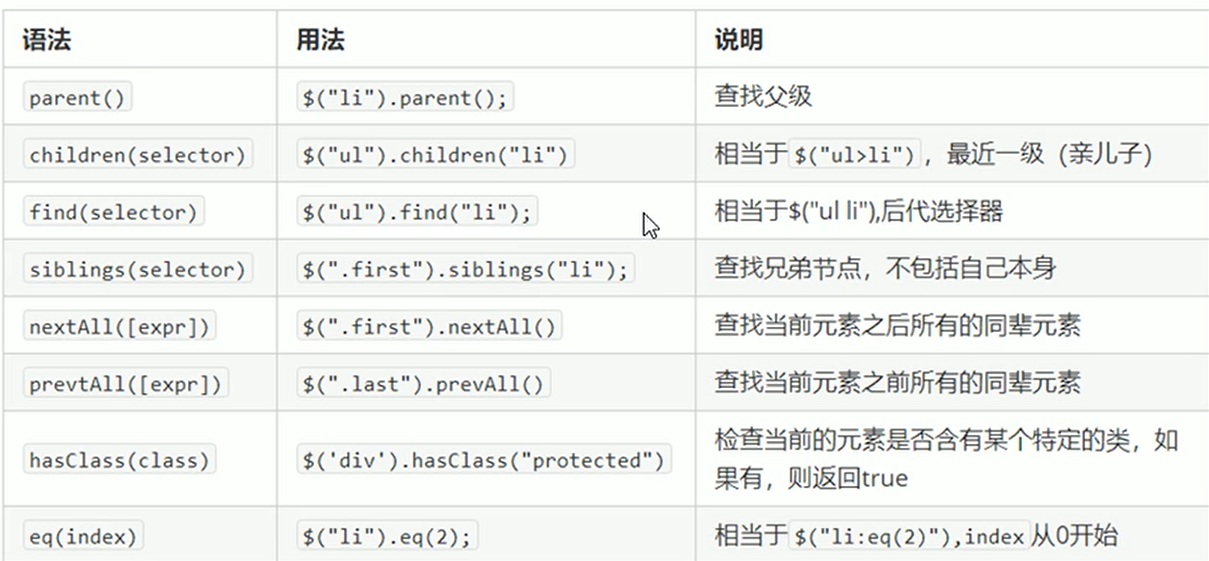 语法 用法 说明
parent() $("li").parent(); 查找父级
children(selector) $("ul").children("li") 相当于$("ul>li")，最近一级（亲儿子）
find(selector) $("ul").find("li"); 相当于$("ul li"),后代选择器
siblings(selector) $(".first").siblings("li"); 查找兄弟节点，不包括自己本身
nextAll([expr]) $(".first").nextAll() 查找当前元素之后所有的同辈元素
prevtAll([expr]) $(".last").prevAll() 查找当前元素之前所有的同辈元素
hasClass(class) $('div').hasClass("protected") 检查当前的元素是否含有某个特定的类，如
果有，则返回true
eq(index) $("li").eq(2); 相当于$("li:eq(2)"),index从0开始